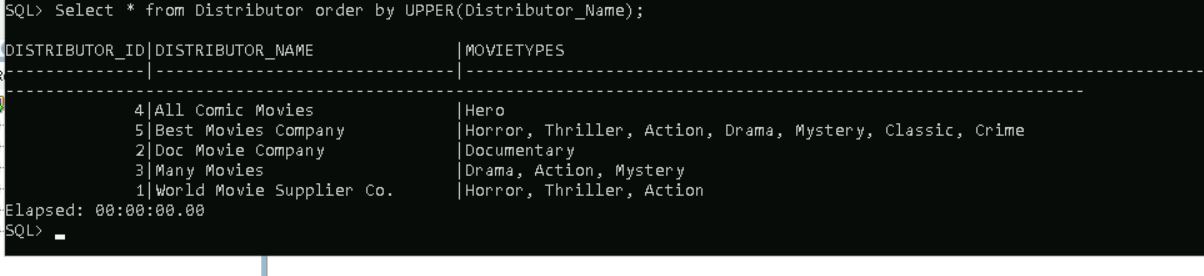 SQL> Select * from Distributor order by UPPER(Distributor_Name);
DISTRIBUTOR_ID|DISTRIBUTOR_NAME              |MOVIETYPES
--------------|------------------------------|---------------------------------------------------------------------------
------------------------------------------------------------------------------------------------------------
             4|All Comic Movies              |Hero
             5|Best Movies Company           |Horror, Thriller, Action, Drama, Mystery, Classic, Crime
             2|Doc Movie Company             |Documentary
             3|Many Movies                   |Drama, Action, Mystery
             1|World Movie Supplier Co.      |Horror, Thriller, Action
Elapsed: 00:00:00.00
SQL> _